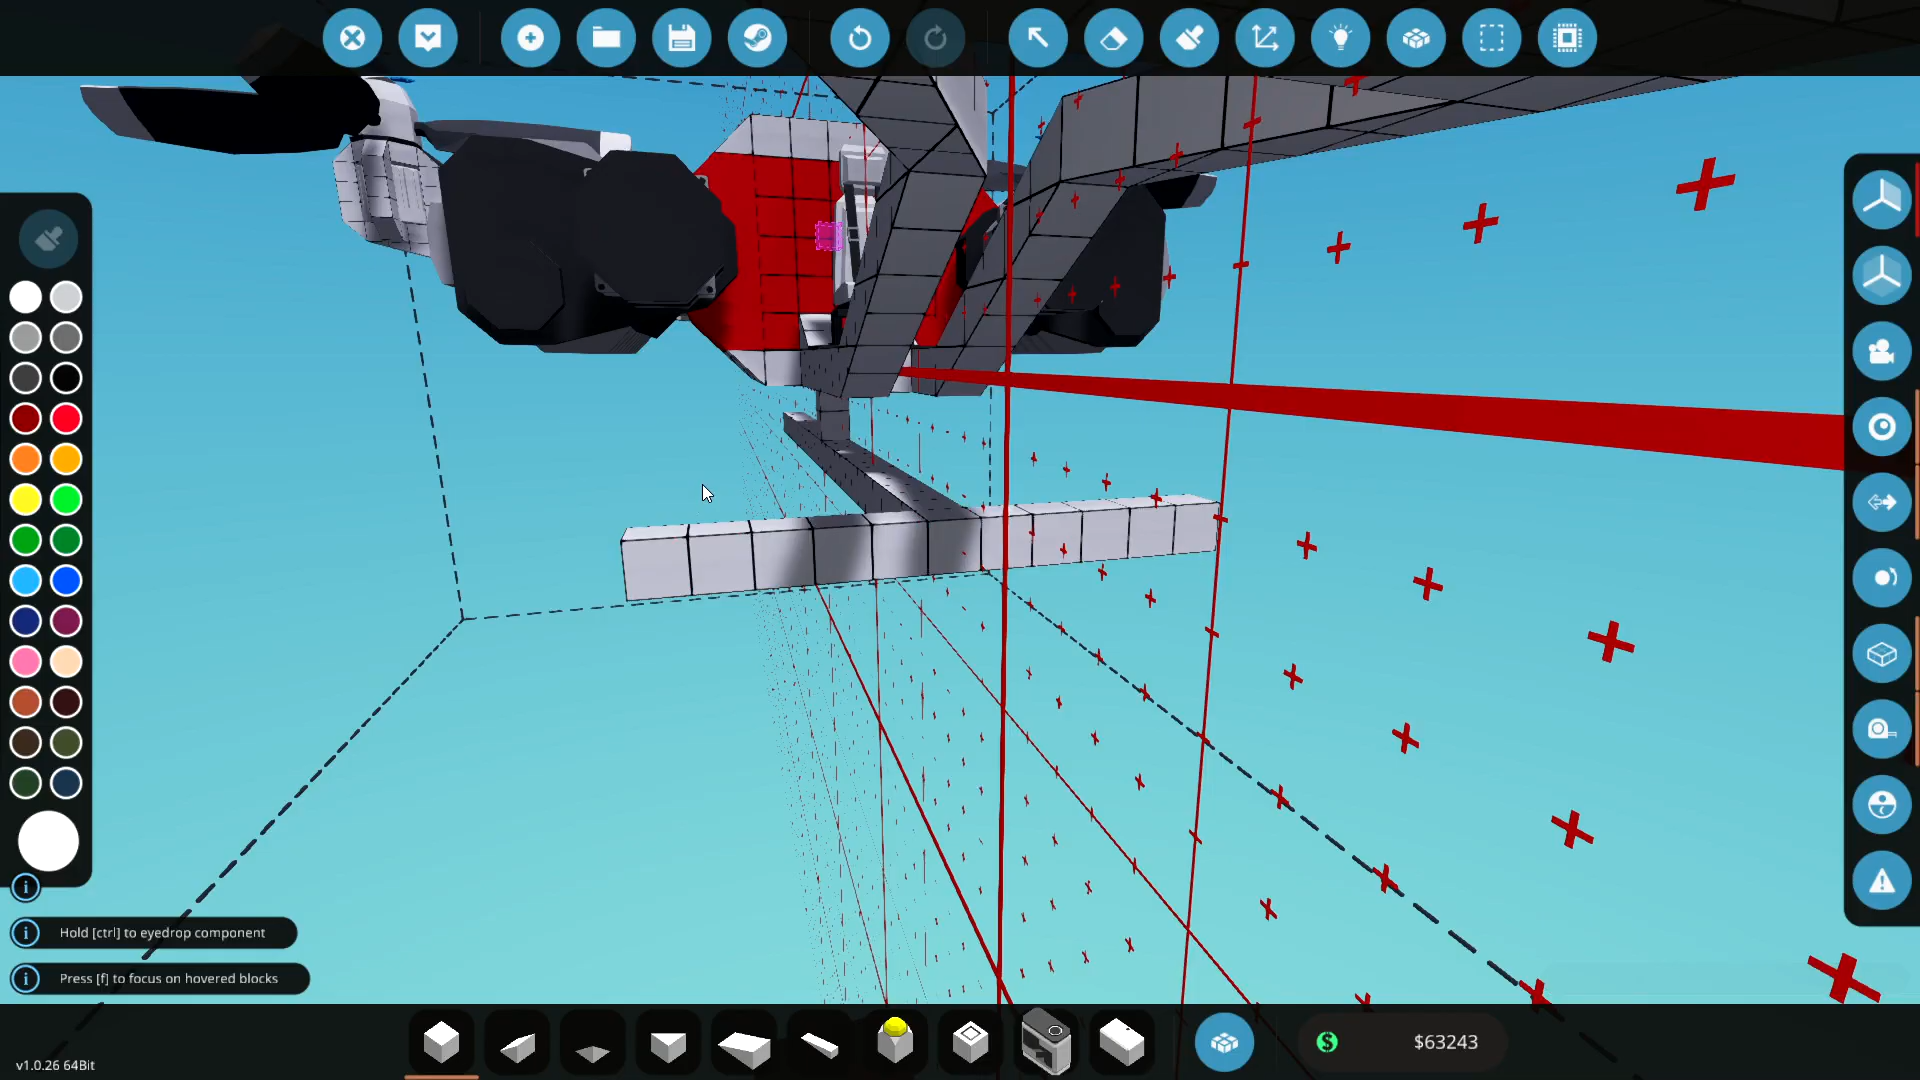 Hold [ctrl] to eyedrop component
Press [f] to focus on hovered blocks
v1.0.26 64Bit
$63243